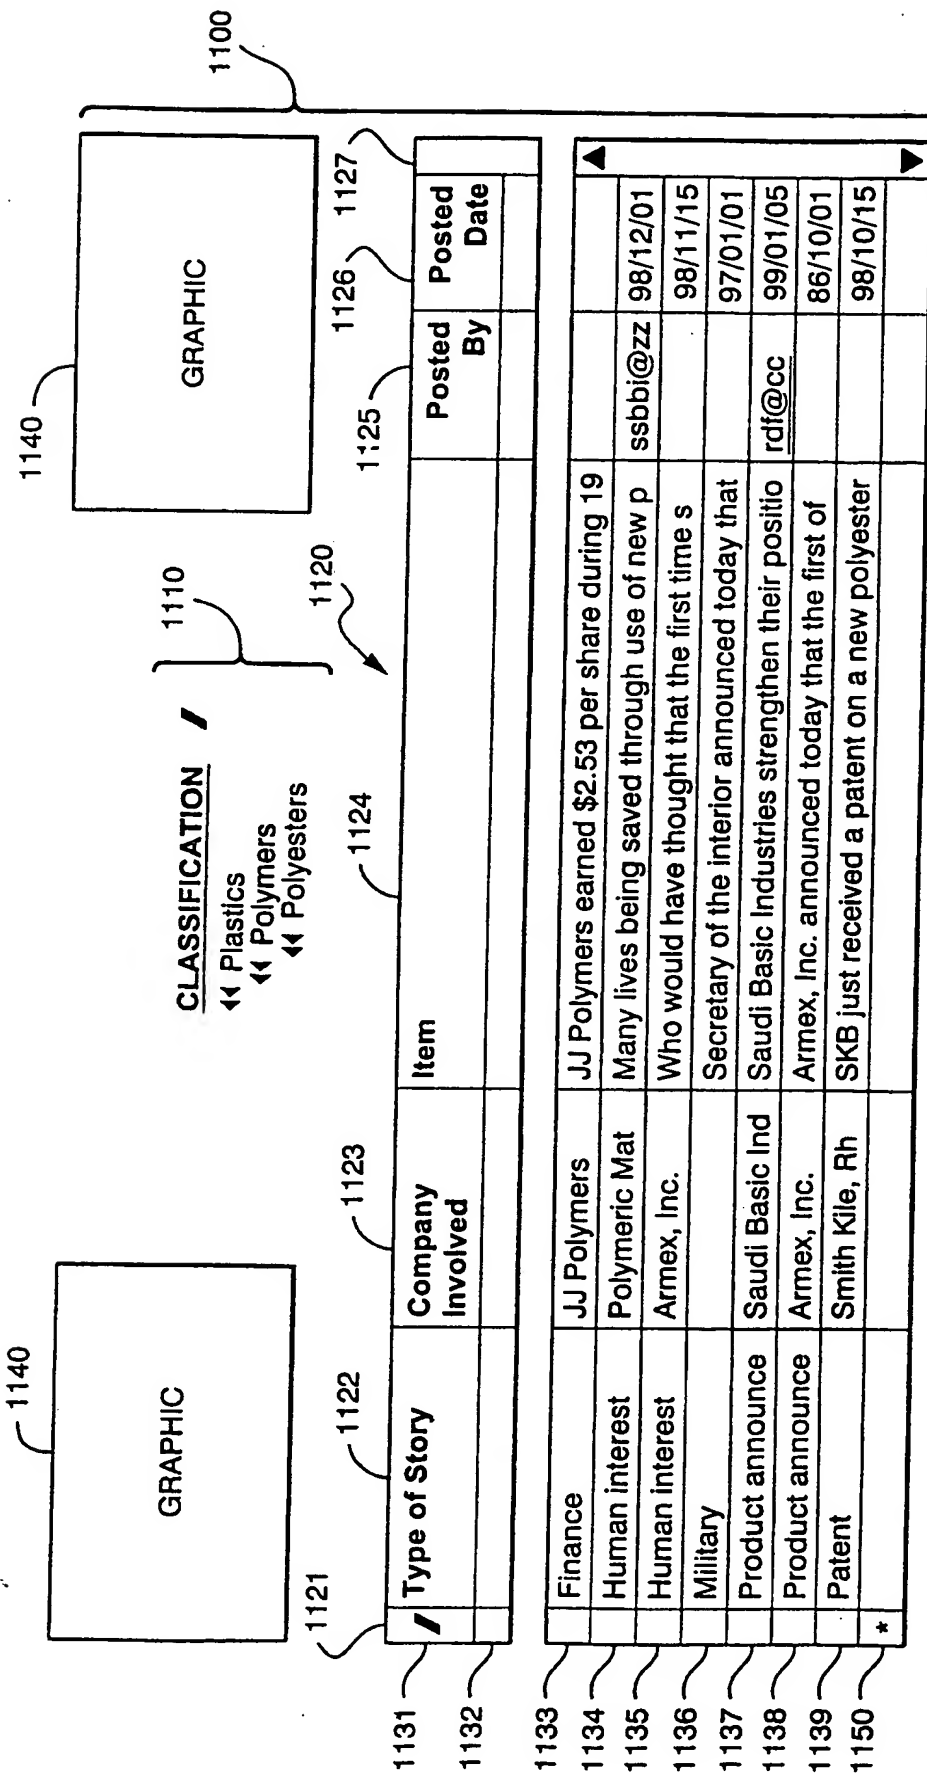 1140
1140
1100
GRAPHIC
GRAPHIC
1110
CLASSIFICATION
Plastics
Polymers
Polyesters
1120
1121
1122
1123
1124
1125
1126
1127
1131 Type of Story Company Involved Item Posted By Posted Date
1132
1133 Finance JJ Polymers JJ Polymers earned $2.53 per share during 19
1134 Human interest Polymeric Mat Many lives being saved through use of new p ssbbi@zz 98/12/01
1135 Human interest Armex, Inc. Who would have thought that the first time s 98/11/15
1136 Military Secretary of the interior announced today that 97/01/01
1137 Product announce Saudi Basic Ind Saudi Basic Industries strengthen their positio rdf@cc 99/01/05
1138 Product announce Armex, Inc. Armex, Inc. announced today that the first of 86/10/01
1139 Patent Smith Kile, Rh SKB just received a patent on a new polyester 98/10/15
1150 *